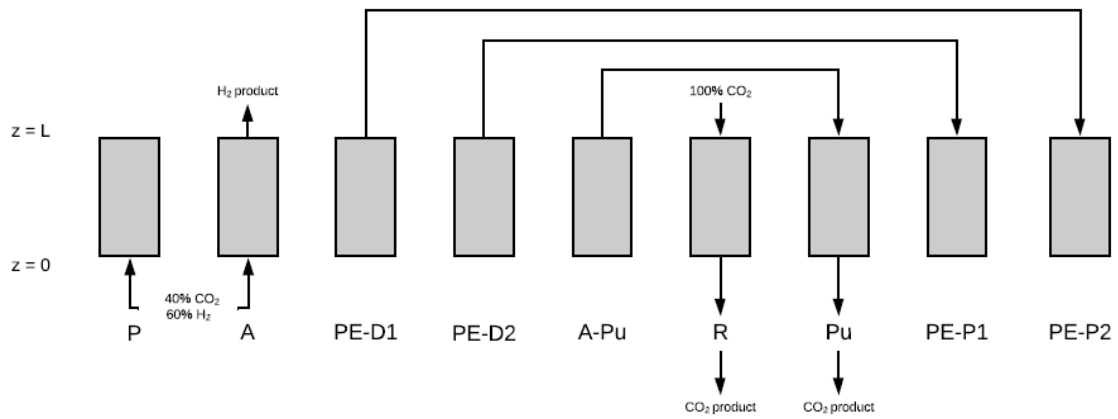 H₂ product
100% CO₂
z = L
z = 0
40% CO₂
60% H₂
P
A
PE-D1
PE-D2
A-Pu
R
Pu
PE-P1
PE-P2
CO₂ product
CO₂ product